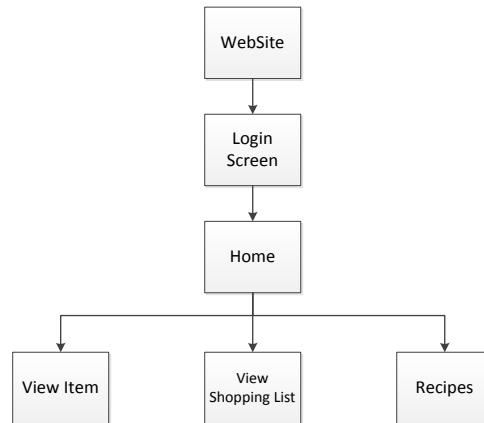 WebSite
Login
Screen
Home
View Item
View
Shopping List
Recipes